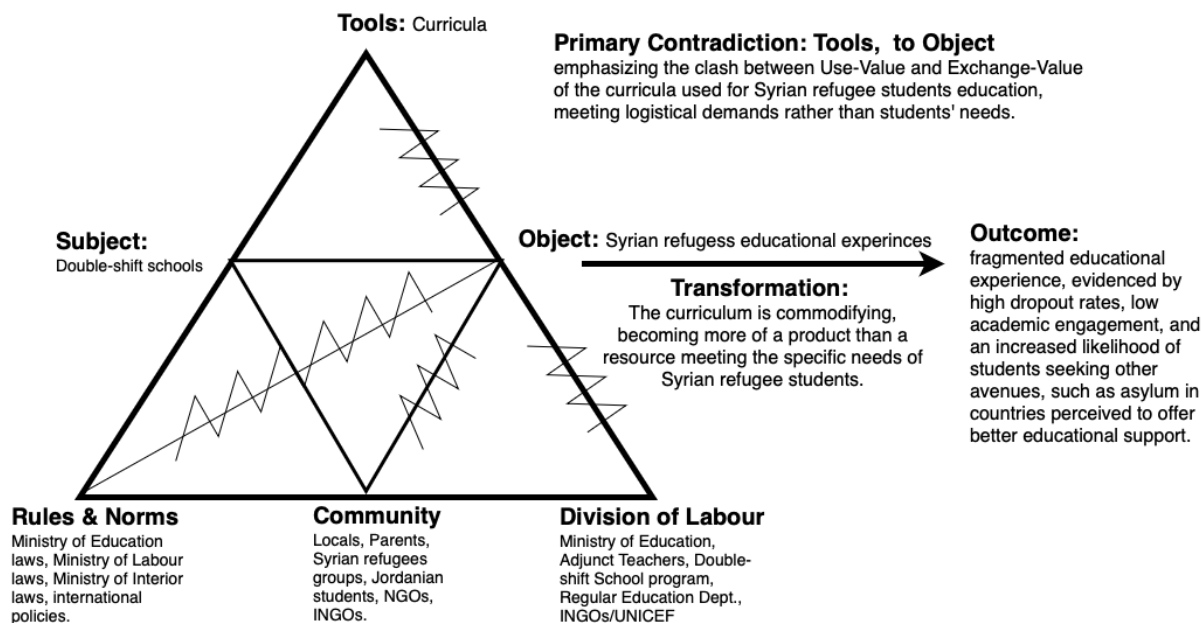 Tools: Curricula
Primary Contradiction: Tools, to Object
emphasizing the clash between Use-Value and Exchange-Value
of the curricula used for Syrian refugee students education,
meeting logistical demands rather than students' needs.
Subject:
Double-shift schools
Object: Syrian refugess educational experinces
Transformation:
The curriculum is commodifying,
becoming more of a product than a
resource meeting the specific needs of
Syrian refugee students.
Outcome:
fragmented educational
experience, evidenced by
high dropout rates, low
academic engagement, and
an increased likelihood of
students seeking other
avenues, such as asylum in
countries perceived to offer
better educational support.
Rules & Norms
Ministry of Education
laws, Ministry of Labour
laws, Ministry of Interior
laws, international
policies.
Community
Locals, Parents,
Syrian refugees
groups, Jordanian
students, NGOs,
INGOs.
Division of Labour
Ministry of Education,
Adjunct Teachers, Double-
shift School program,
Regular Education Dept.,
INGOs/UNICEF